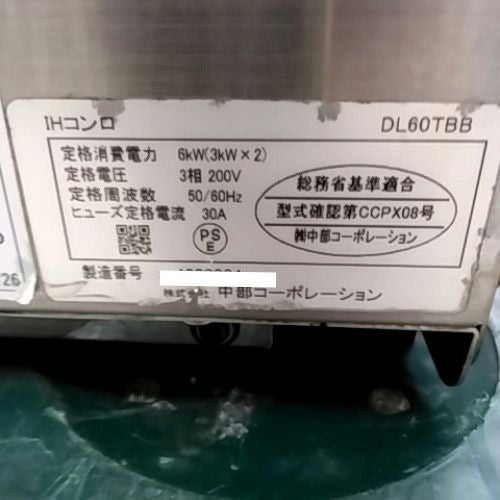 IHコンロ DL60TBB
定格消費電力 6kW(3kW×2)
定格電圧 3相 200V
定格周波数 50/60Hz
ヒューズ定格電流 30A
PS
E
総務省基準適合
型式確認第CCPX08号
㈱中部コーポレーション
製造番号
株式会社 中部コーポレーション
726